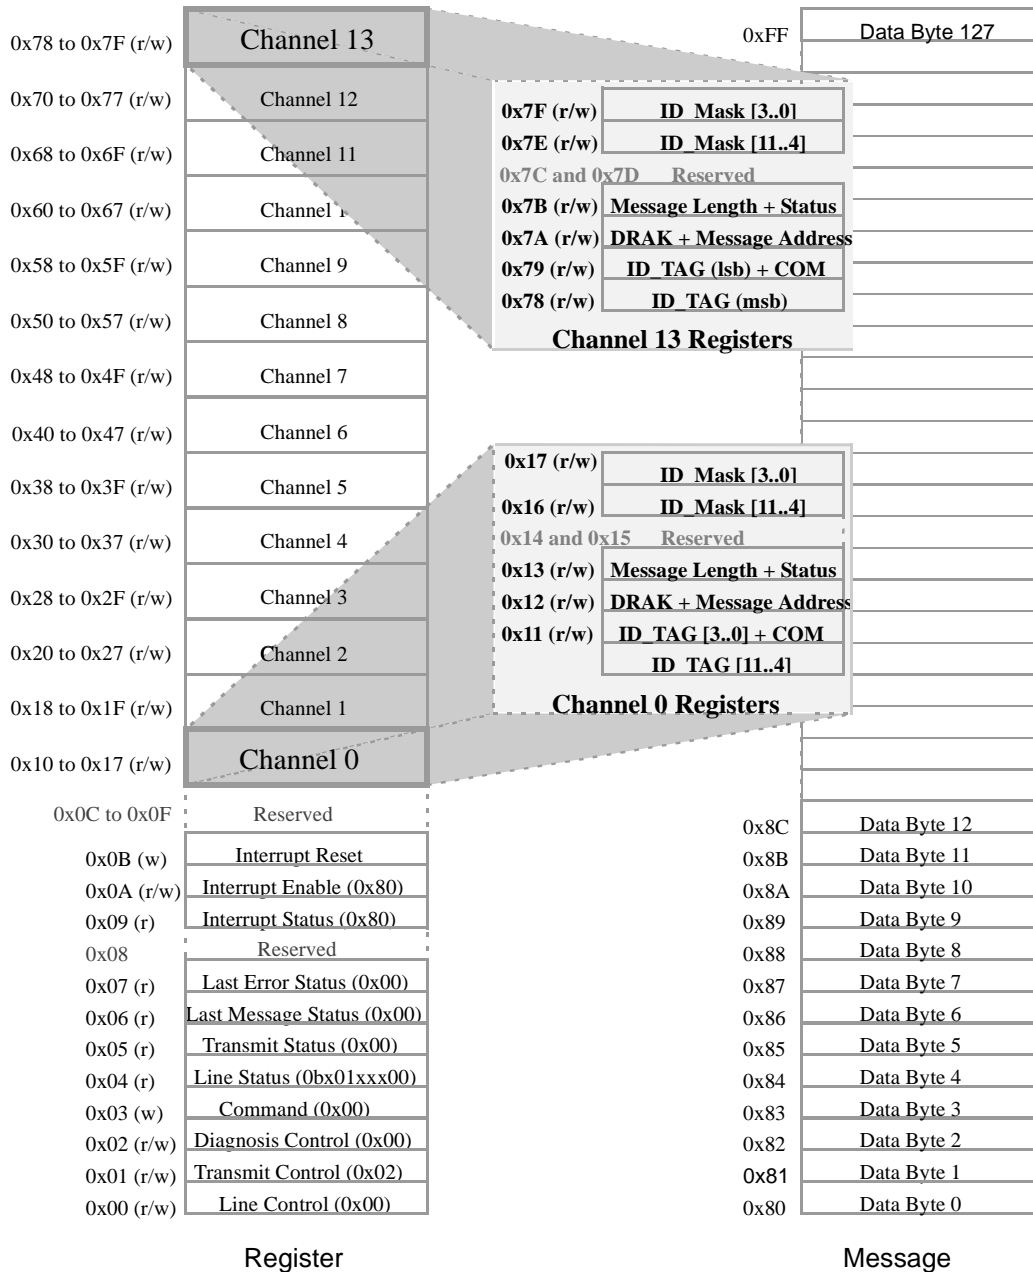 0x78 to 0x7F (r/w) Channel 13
0x70 to 0x77 (r/w) Channel 12
0x68 to 0x6F (r/w) Channel 11
0x60 to 0x67 (r/w) Channel 1
0x58 to 0x5F (r/w) Channel 9
0x50 to 0x57 (r/w) Channel 8
0x48 to 0x4F (r/w) Channel 7
0x40 to 0x47 (r/w) Channel 6
0x38 to 0x3F (r/w) Channel 5
0x30 to 0x37 (r/w) Channel 4
0x28 to 0x2F (r/w) Channel 3
0x20 to 0x27 (r/w) Channel 2
0x18 to 0x1F (r/w) Channel 1
0x10 to 0x17 (r/w) Channel 0
0x0C to 0x0F Reserved
0x0B (w) Interrupt Reset
0x0A (r/w) Interrupt Enable (0x80)
0x09 (r) Interrupt Status (0x80)
0x08 Reserved
0x07 (r) Last Error Status (0x00)
0x06 (r) Last Message Status (0x00)
0x05 (r) Transmit Status (0x00)
0x04 (r) Line Status (0bx01xxx00)
0x03 (w) Command (0x00)
0x02 (r/w) Diagnosis Control (0x00)
0x01 (r/w) Transmit Control (0x02)
0x00 (r/w) Line Control (0x00)
Register
0x7F (r/w) ID_Mask [3..0]
0x7E (r/w) ID_Mask [11..4]
0x7C and 0x7D Reserved
0x7B (r/w) Message Length + Status
0x7A (r/w) DRAK + Message Address
0x79 (r/w) ID_TAG (lsb) + COM
0x78 (r/w) ID_TAG (msb)
Channel 13 Registers
0x17 (r/w) ID_Mask [3..0]
0x16 (r/w) ID_Mask [11..4]
0x14 and 0x15 Reserved
0x13 (r/w) Message Length + Status
0x12 (r/w) DRAK + Message Address
0x11 (r/w) ID_TAG [3..0] + COM
ID_TAG [11..4]
Channel 0 Registers
0xFF Data Byte 127
0x8C Data Byte 12
0x8B Data Byte 11
0x8A Data Byte 10
0x89 Data Byte 9
0x88 Data Byte 8
0x87 Data Byte 7
0x86 Data Byte 6
0x85 Data Byte 5
0x84 Data Byte 4
0x83 Data Byte 3
0x82 Data Byte 2
0x81 Data Byte 1
0x80 Data Byte 0
Message